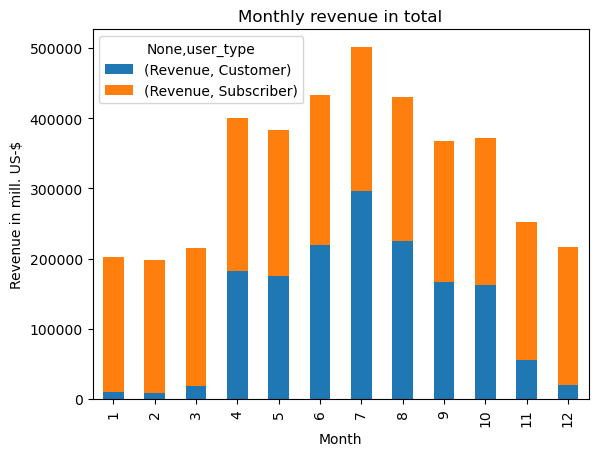 Monthly revenue in total
None,user_type
(Revenue, Customer)
(Revenue, Subscriber)
Revenue in mill. US-$
500000
400000
300000
200000
100000
0
1 2 3 4 5 6 7 8 9 10 11 12
Month